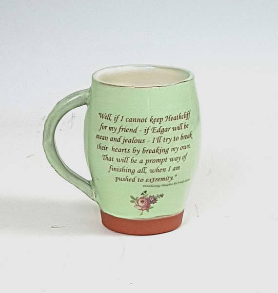 Well, if I cannot keep Heathcliff
for my friend - if Edgar will be
mean and jealous - I'll try to break
their hearts by breaking my own.
That will be a prompt way of
finishing all, when I am
pushed to extremity."